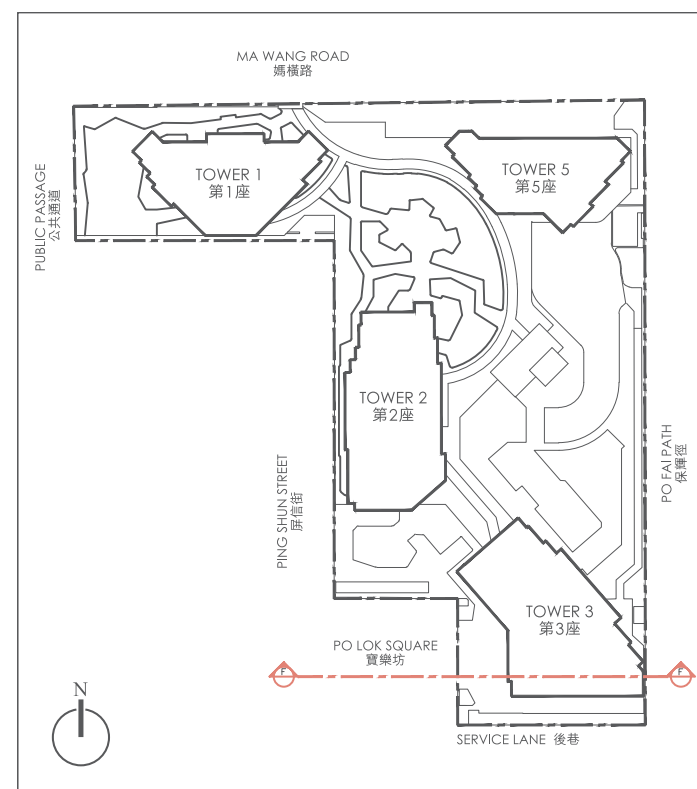 MA WANG ROAD
媽橫路
PUBLIC PASSAGE
公共通道
TOWER 1
第1座
TOWER 5
第5座
TOWER 2
第2座
PING SHUN STREET
屏信街
PO FAI PATH
保輝徑
TOWER 3
第3座
PO LOK SQUARE
寶樂坊
F
F
N
SERVICE LANE 後巷